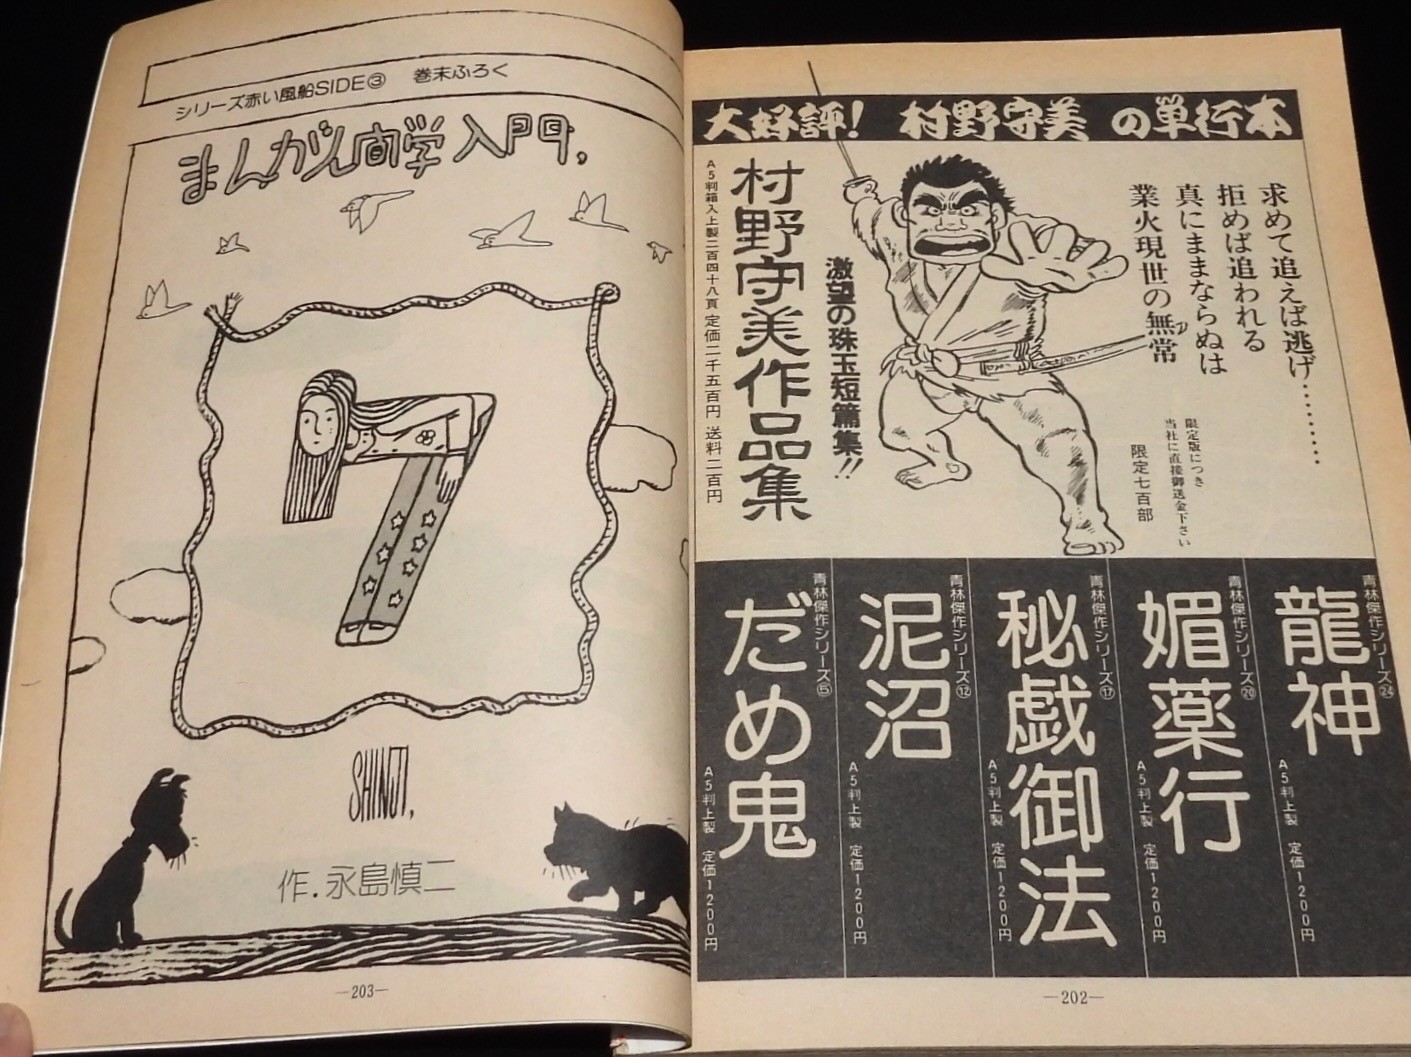 大好評! 村野守美の単行本
求めて追えば逃げ…………
拒めば追われる
真にままならぬは
業火現世の無常
限定版につき
当社に直接御送金下さい
限定七百部
激望の珠玉短篇集!!
村野守美作品集
A5判箱入上製二百四十八頁 定価二千五百円 送料二百円
青林傑作シリーズ㉔
龍神
A5判上製 定価1200円
青林傑作シリーズ⑳
媚薬行
A5判上製 定価1200円
青林傑作シリーズ⑰
秘戯御法
A5判上製 定価1200円
青林傑作シリーズ⑫
泥沼
A5判上製 定価1200円
青林傑作シリーズ⑮
だめ鬼
A5判上製 定価1200円
―202―
シリーズ赤い風船SIDE③ 巻末ふろく
まんが人間学入門,
7
SHINJI,
作.永島慎二
―203―